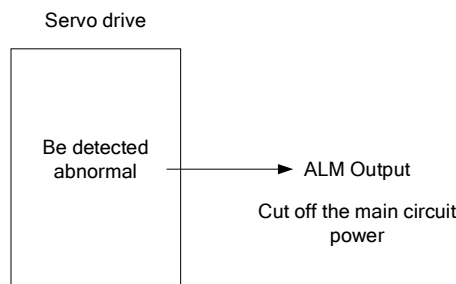 Servo drive
Be detected
abnormal
ALM Output
Cut off the main circuit
power